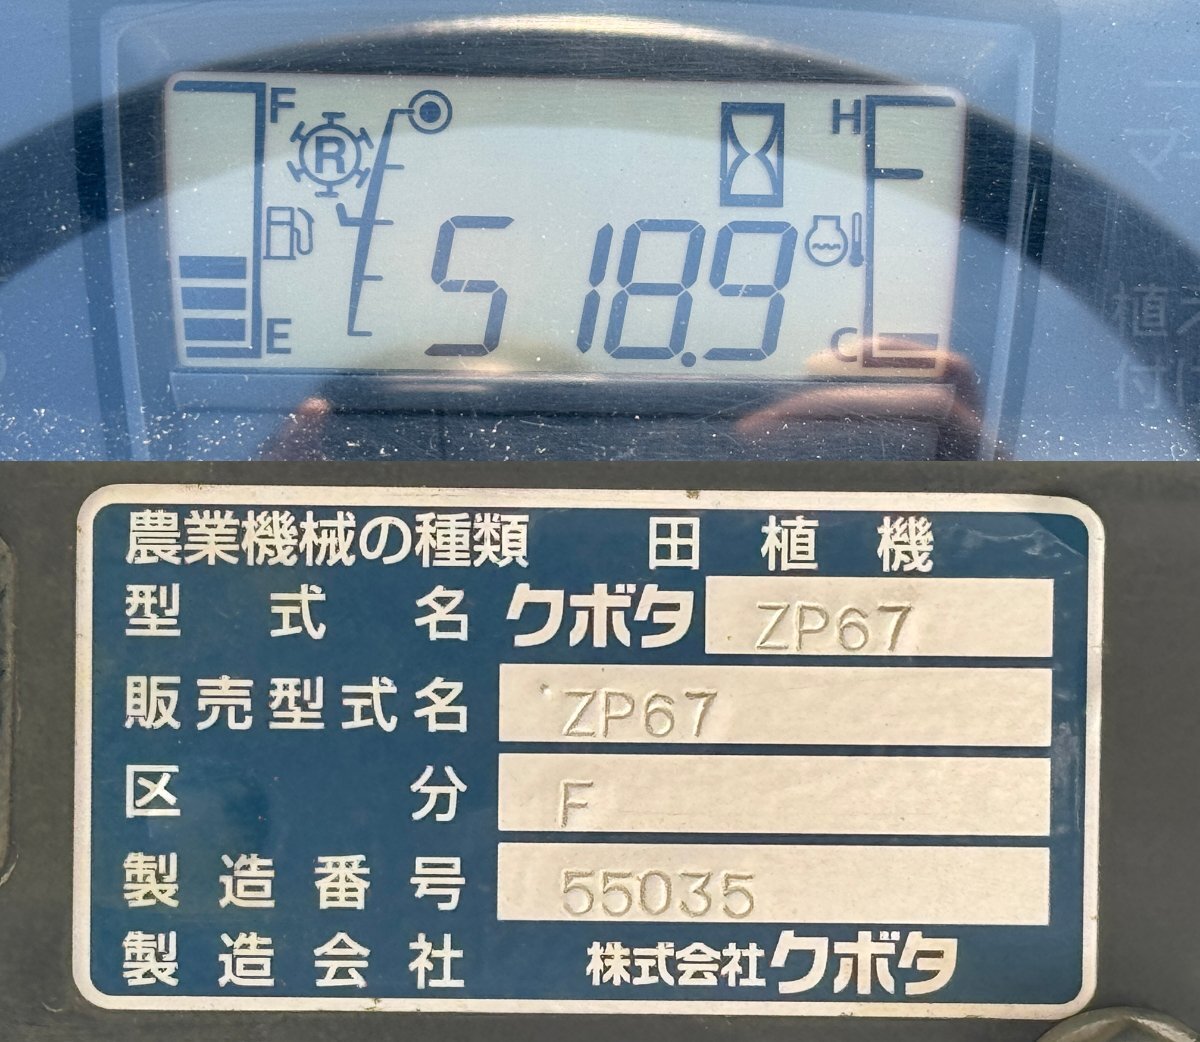 F
R
H
518.9
E
C
植
付
農業機械の種類 田植機
型式名 クボタ ZP67
販売型式名 ZP67
区分 F
製造番号 55035
製造会社 株式会社クボタ